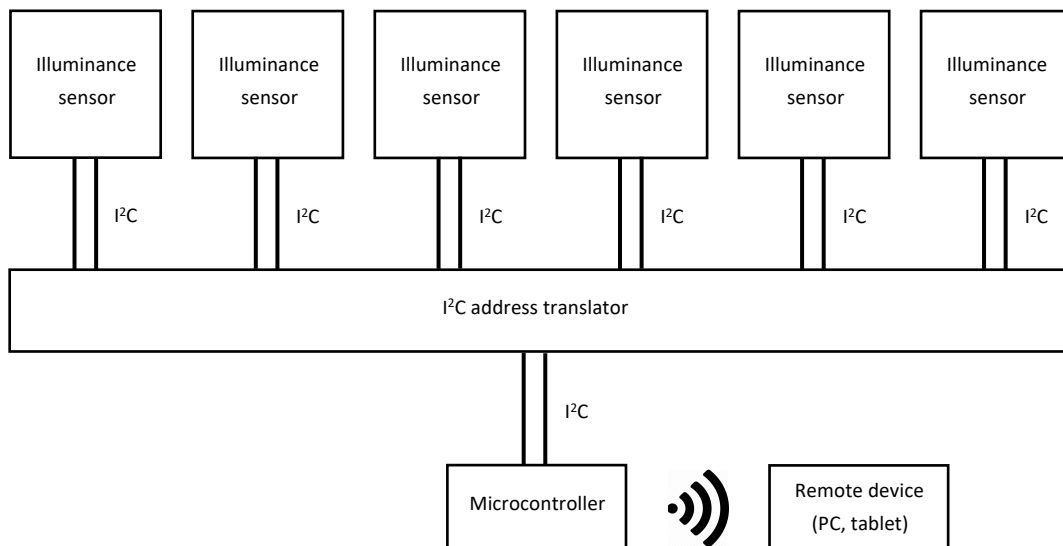 Illuminance
sensor
Illuminance
sensor
Illuminance
sensor
Illuminance
sensor
Illuminance
sensor
Illuminance
sensor
I²C
I²C
I²C
I²C
I²C
I²C
I²C address translator
I²C
Microcontroller
Remote device
(PC, tablet)